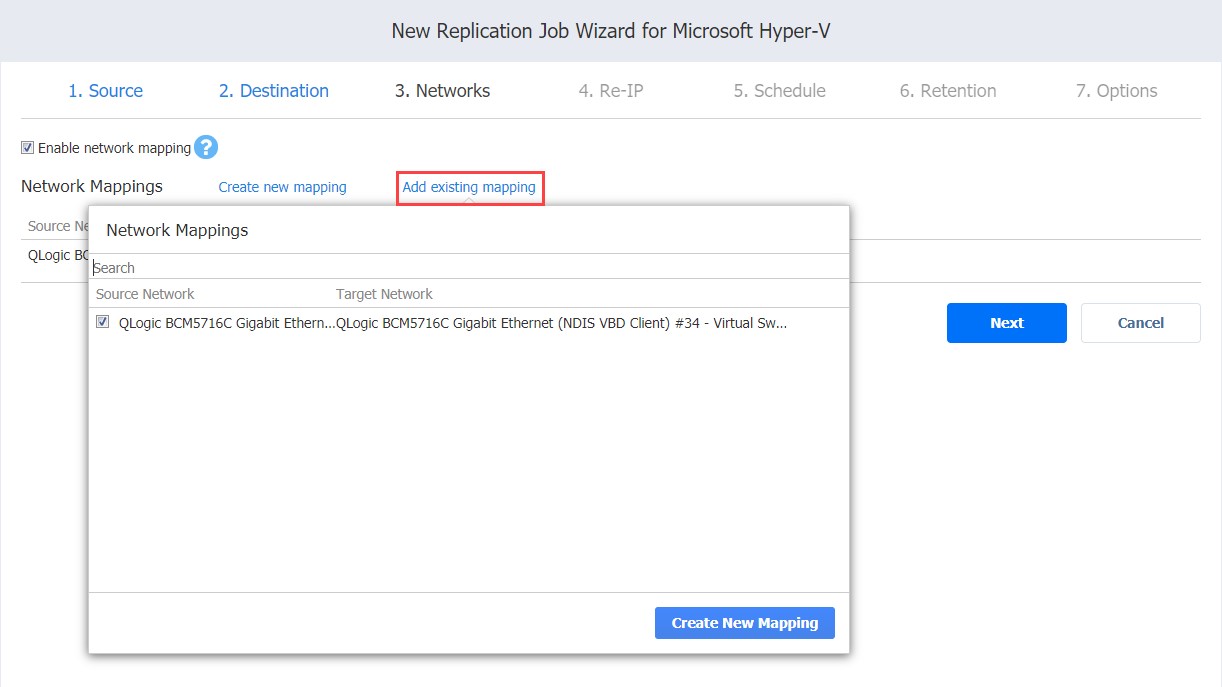 New Replication Job Wizard for Microsoft Hyper-V
1. Source 2. Destination 3. Networks 4. Re-IP 5. Schedule 6. Retention 7. Options
Enable network mapping ?
Network Mappings Create new mapping Add existing mapping
Source Ne
QLogic BC
Network Mappings
Search
Source Network Target Network
QLogic BCM5716C Gigabit Ethern... QLogic BCM5716C Gigabit Ethernet (NDIS VBD Client) #34 - Virtual Sw...
Next Cancel
Create New Mapping